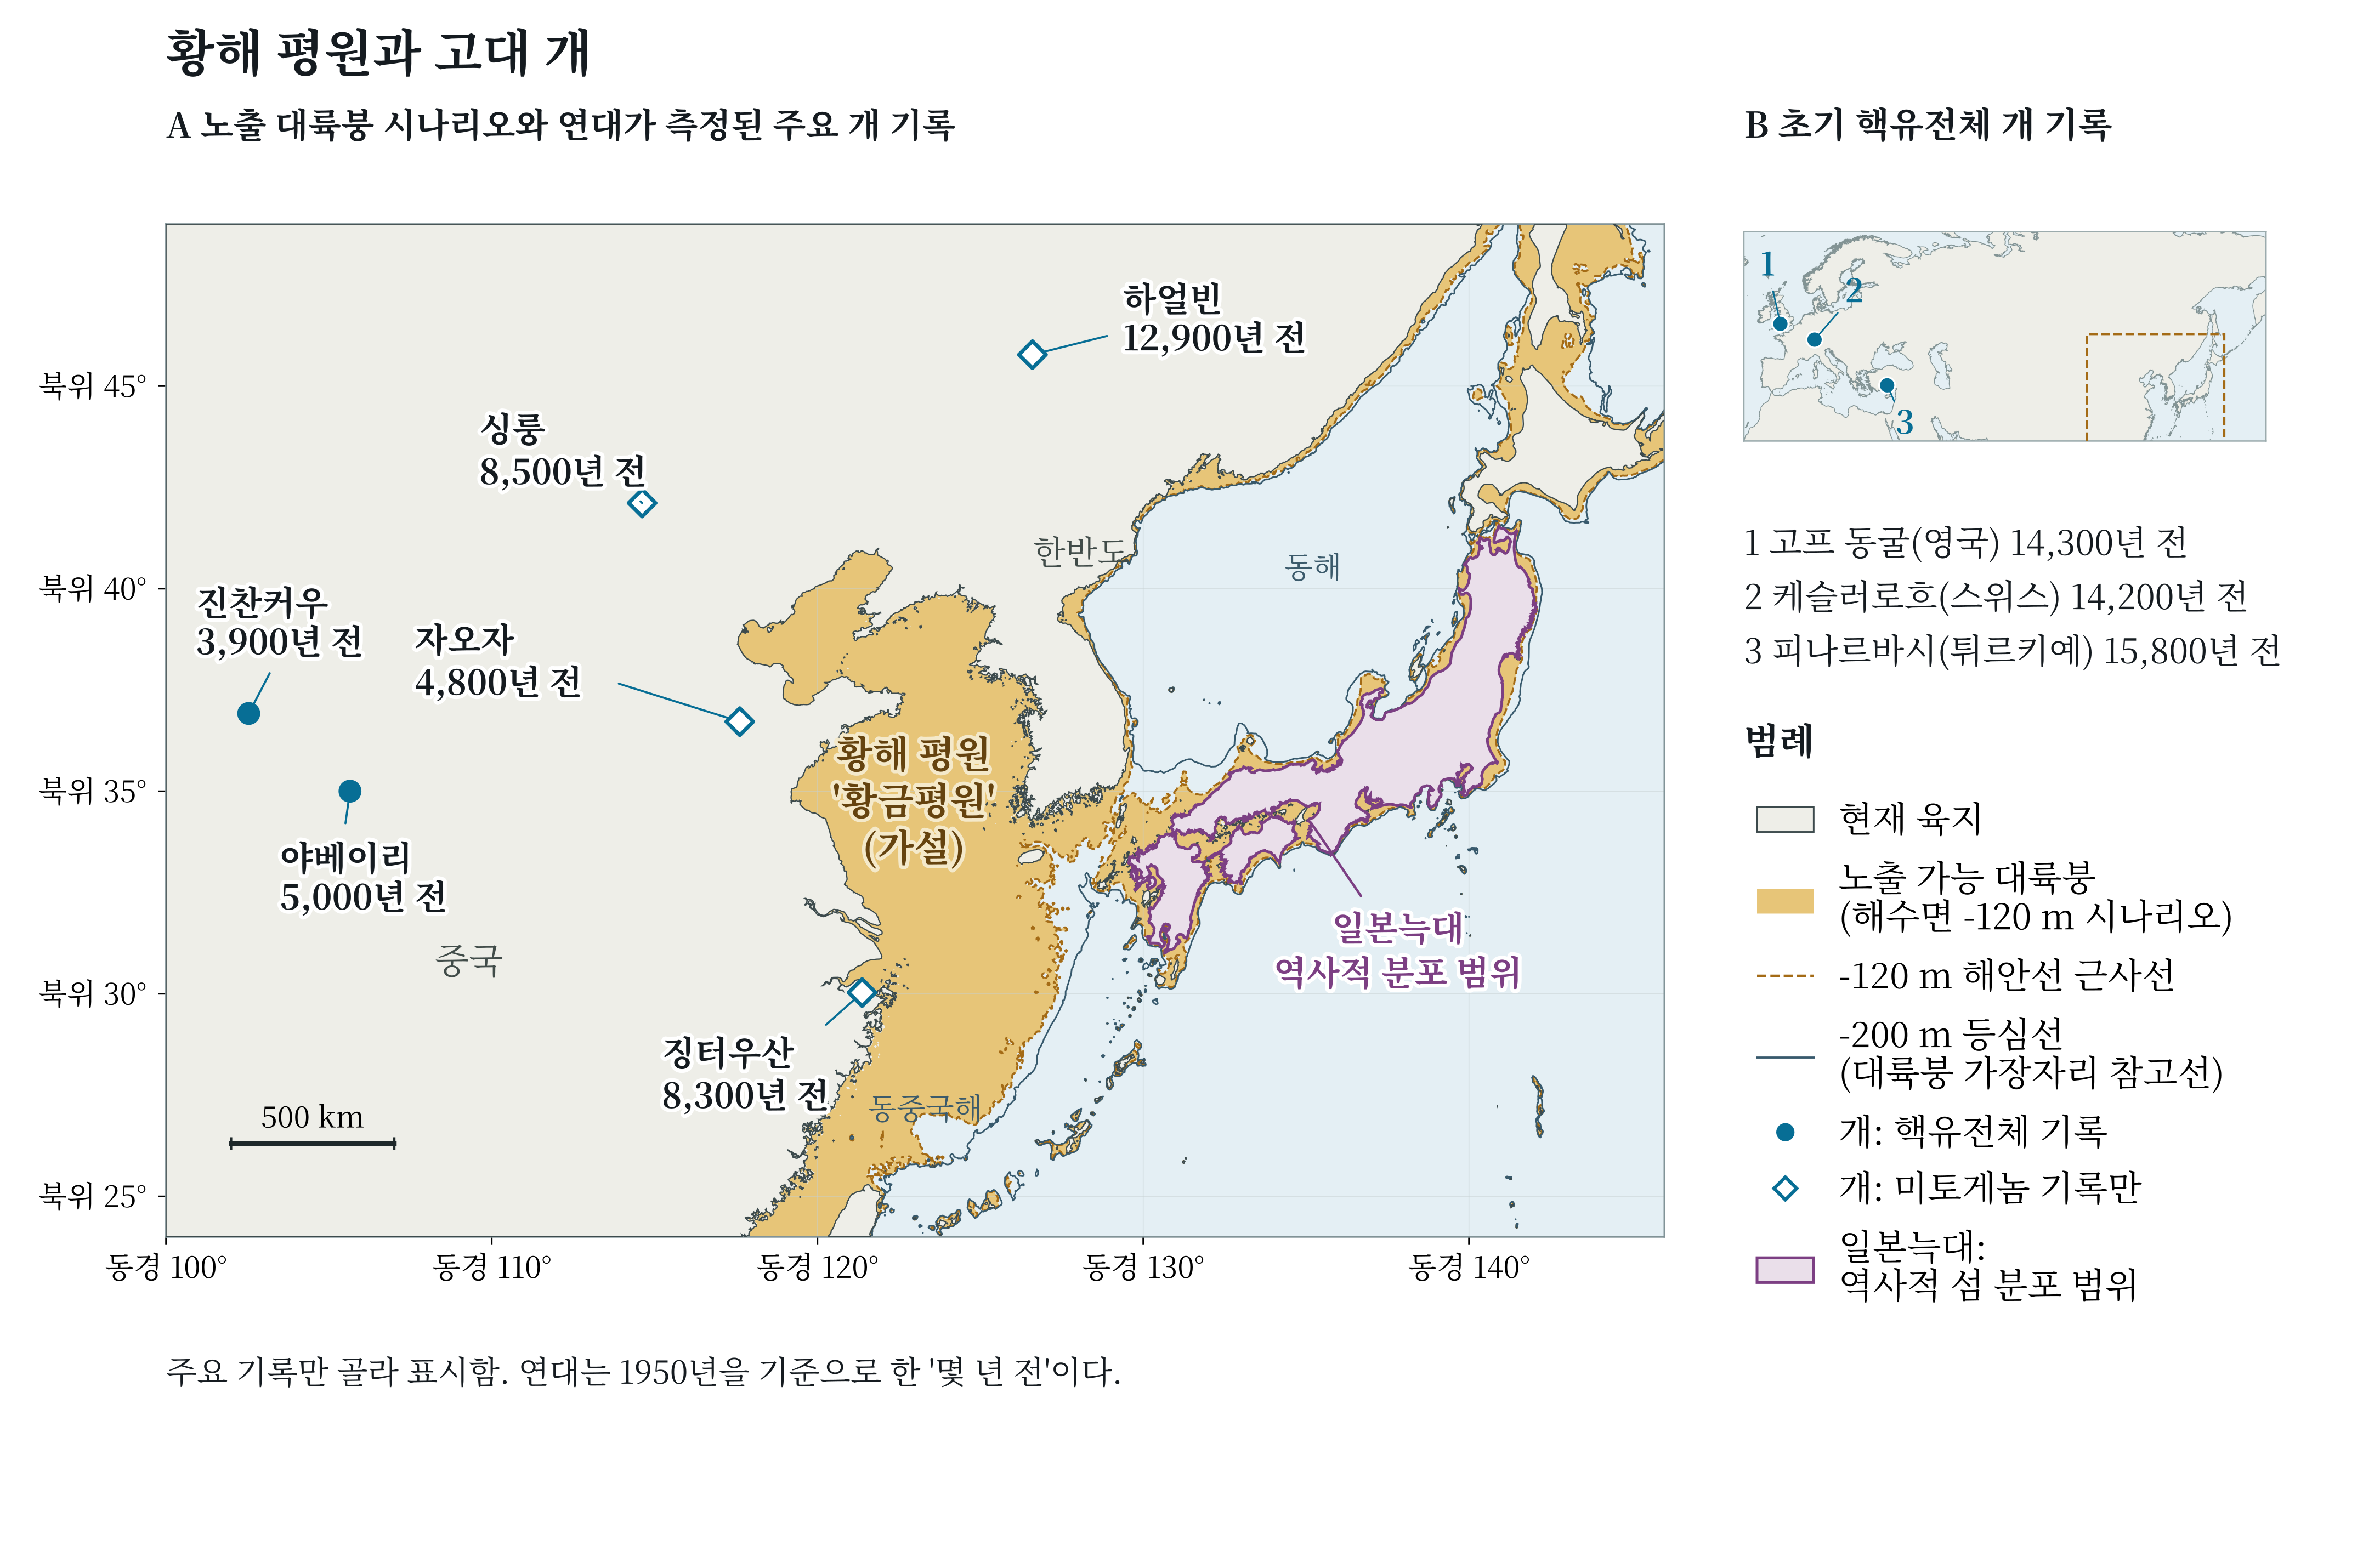 황해 평원과 고대 개
A 노출 대륙붕 시나리오와 연대가 측정된 주요 개 기록
B 초기 핵유전체 개 기록
하얼빈
12,900년 전
싱룽
8,500년 전
진찬커우
3,900년 전
자오자
4,800년 전
야베이리
5,000년 전
징터우산
8,300년 전
황해 평원
'황금평원'
(가설)
한반도
동해
중국
동중국해
일본늑대
역사적 분포 범위
500 km
북위 45°
북위 40°
북위 35°
북위 30°
북위 25°
동경 100°
동경 110°
동경 120°
동경 130°
동경 140°
1
2
3
1 고프 동굴(영국) 14,300년 전
2 케슬러로흐(스위스) 14,200년 전
3 피나르바시(튀르키예) 15,800년 전
범례
현재 육지
노출 가능 대륙붕
(해수면 -120 m 시나리오)
-120 m 해안선 근사선
-200 m 등심선
(대륙붕 가장자리 참고선)
개: 핵유전체 기록
개: 미토게놈 기록만
일본늑대:
역사적 섬 분포 범위
주요 기록만 골라 표시함. 연대는 1950년을 기준으로 한 '몇 년 전'이다.